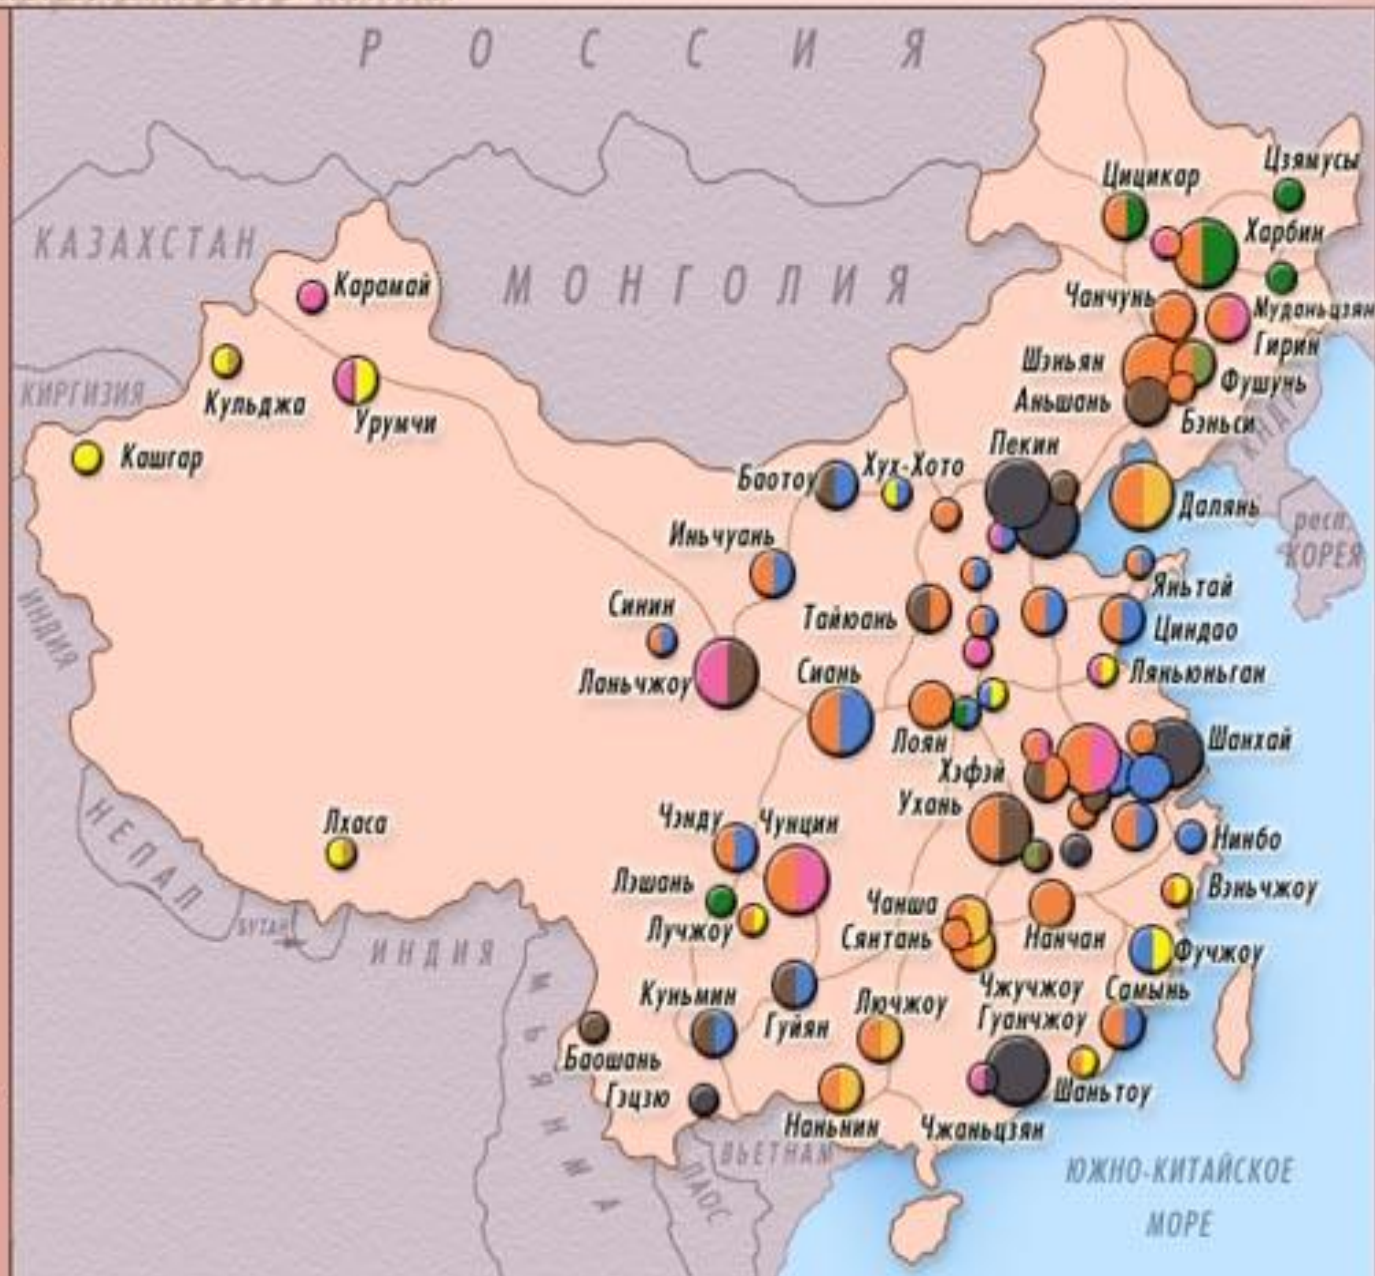 РОССИЯ
Цзямусы
Цицикар
Харбин
КАЗАХСТАН
МОНГОЛИЯ
Карамай
Чанчунь
Муданьцзян
Гирин
Шэньян
Фушунь
КИРГИЗИЯ
Кульджа
Урумчи
Аньшань
Бэньси
КНДР
Кашгар
Пекин
Баотоу
Хух-Хото
Далянь
респ.
КОРЕЯ
Иньчуань
Синин
Тайюань
Яньтай
Циндао
ИНДИЯ
Ланьчжоу
Сиань
Ляньюньган
Лоян
Шанхай
Хэфэй
Ухань
НЕПАЛ
Лхаса
Чэнду
Чунцин
Нинбо
Лэшань
Чанша
Вэньчжоу
Лучжоу
Сянтань
Нанчан
Фучжоу
БУТАН
ИНДИЯ
Куньмин
Гуйян
Лючжоу
Чжучжоу
Самынь
Гуанчжоу
МЬЯНМА
Баошань
Гэцзю
Шаньтоу
Наньнин
Чжаньцзян
ВЬЕТНАМ
ЛАОС
ЮЖНО-КИТАЙСКОЕ
МОРЕ